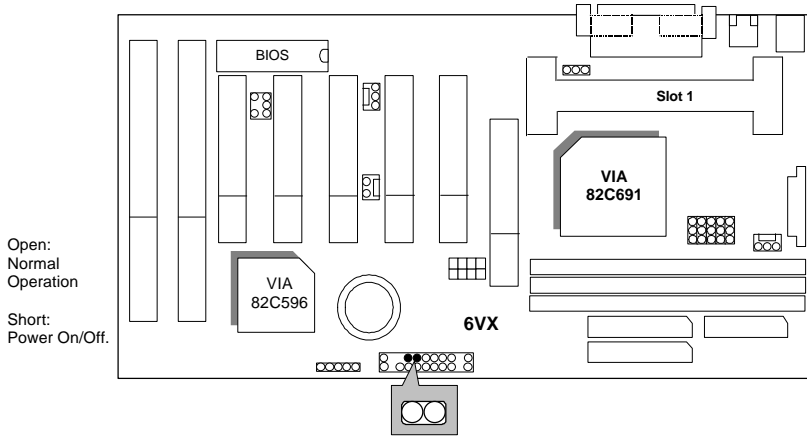 BIOS
Slot 1
VIA
82C691
Open:
Normal
Operation
Short:
Power On/Off.
VIA
82C596
6VX